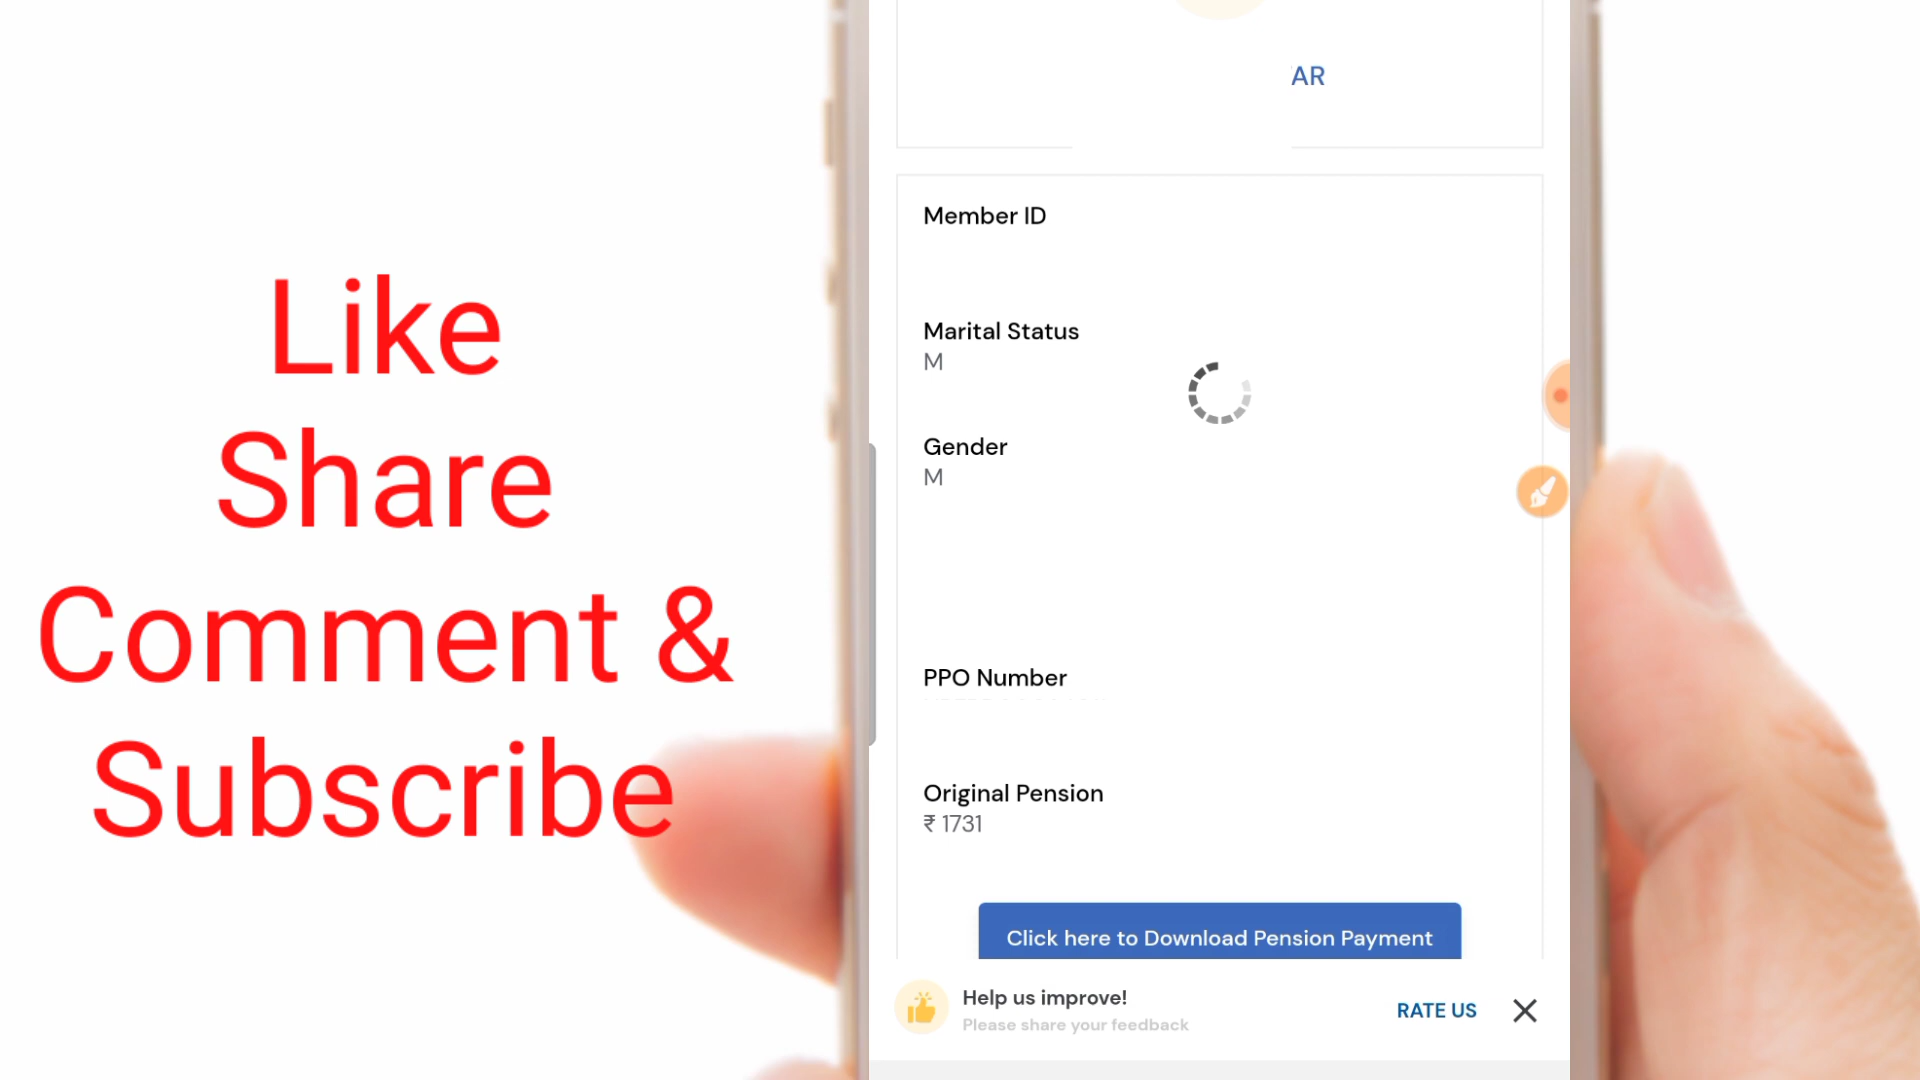 Like
Share
Comment &
Subscribe
AR
Member ID
Marital Status
M
Gender
M
PPO Number
Original Pension
₹ 1731
Click here to Download Pension Payment
Help us improve!
Please share your feedback
RATE US